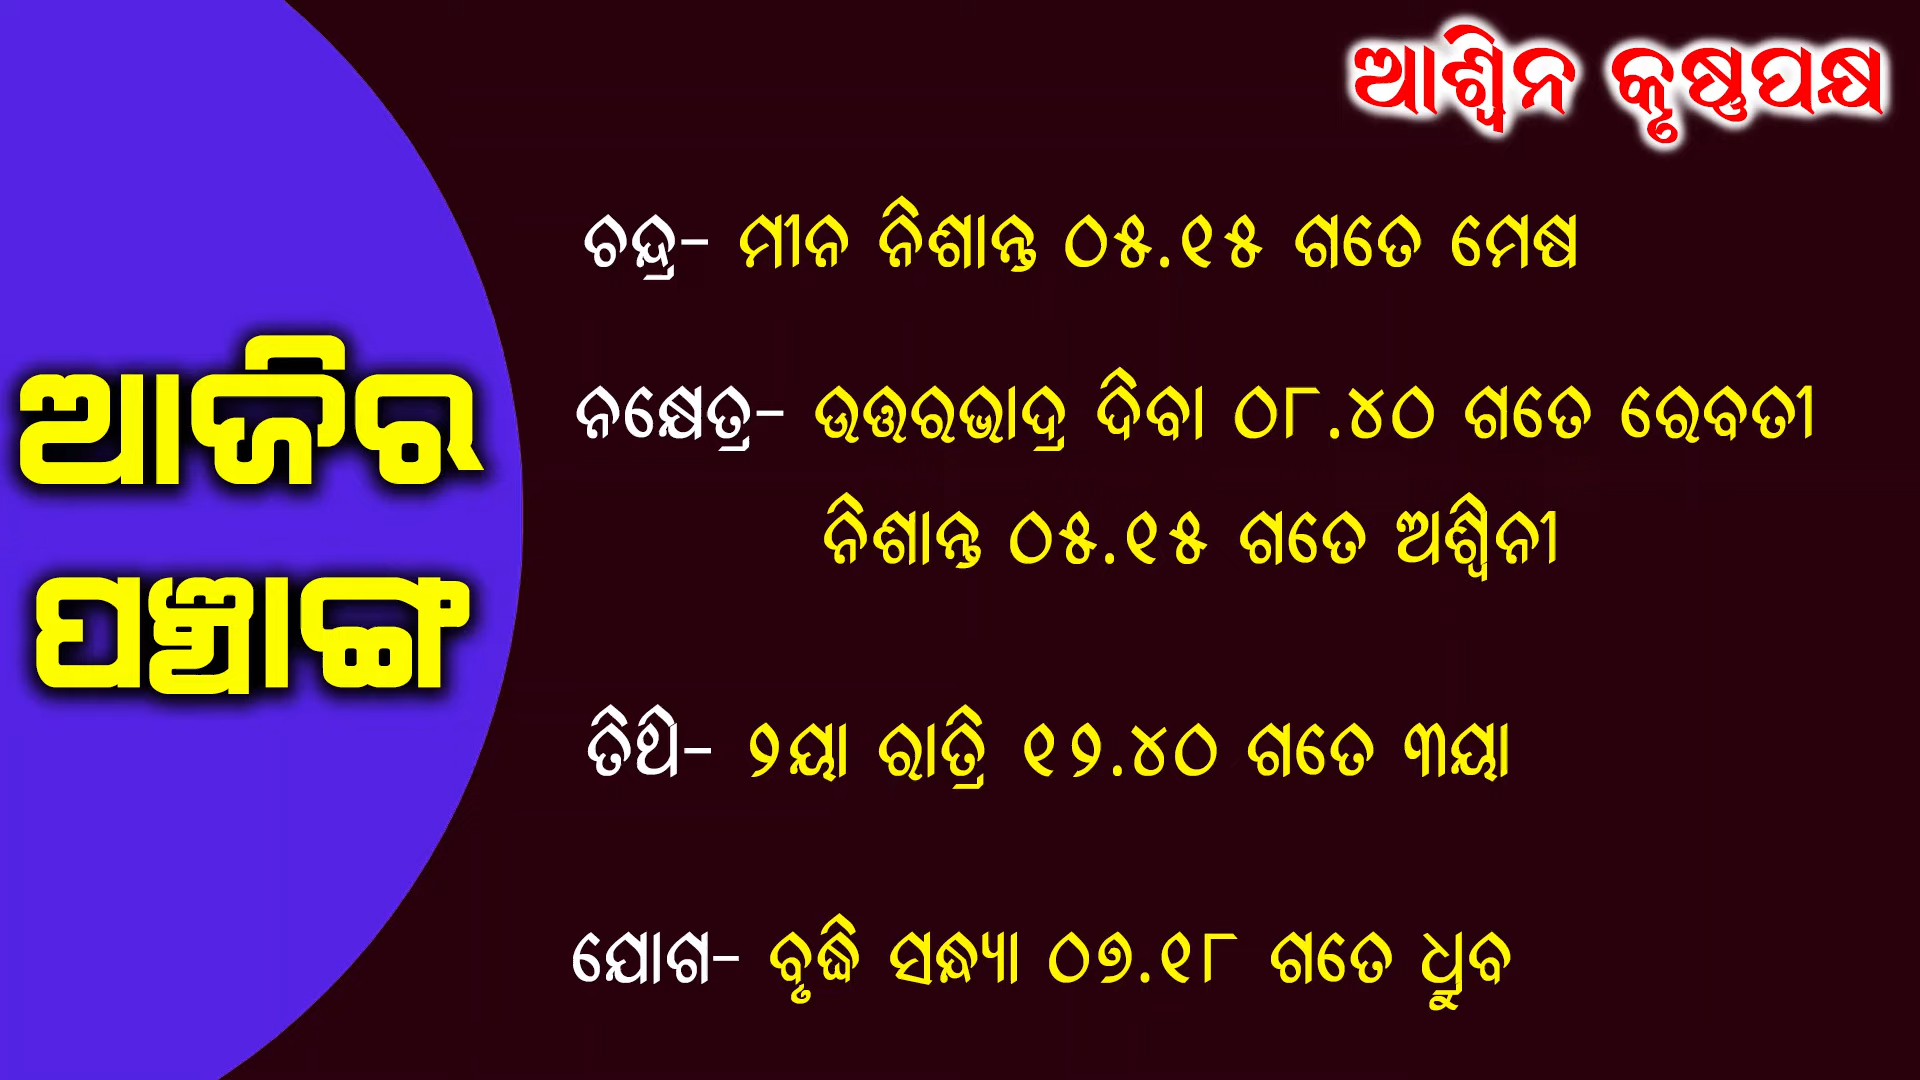 ଆଶ୍ୱିନ କୃଷ୍ଣପକ୍ଷ
ଆଜିର
ପଞ୍ଚାଙ୍ଗ
ଚନ୍ଦ୍ର- ମୀନ ନିଶାନ୍ତ ୦୫.୧୫ ଗତେ ମେଷ
ନକ୍ଷେତ୍ର- ଉତ୍ତରଭାଦ୍ର ଦିବା ୦୮.୪୦ ଗତେ ରେବତୀ
ନିଶାନ୍ତ ୦୫.୧୫ ଗତେ ଅଶ୍ୱିନୀ
ତିଥି- ୨ୟା ରାତ୍ରି ୧୨.୪୦ ଗତେ ୩ୟା
ଯୋଗ- ବୃଦ୍ଧି ସନ୍ଧ୍ୟା ୦୭.୧୮ ଗତେ ଧ୍ରୁବ